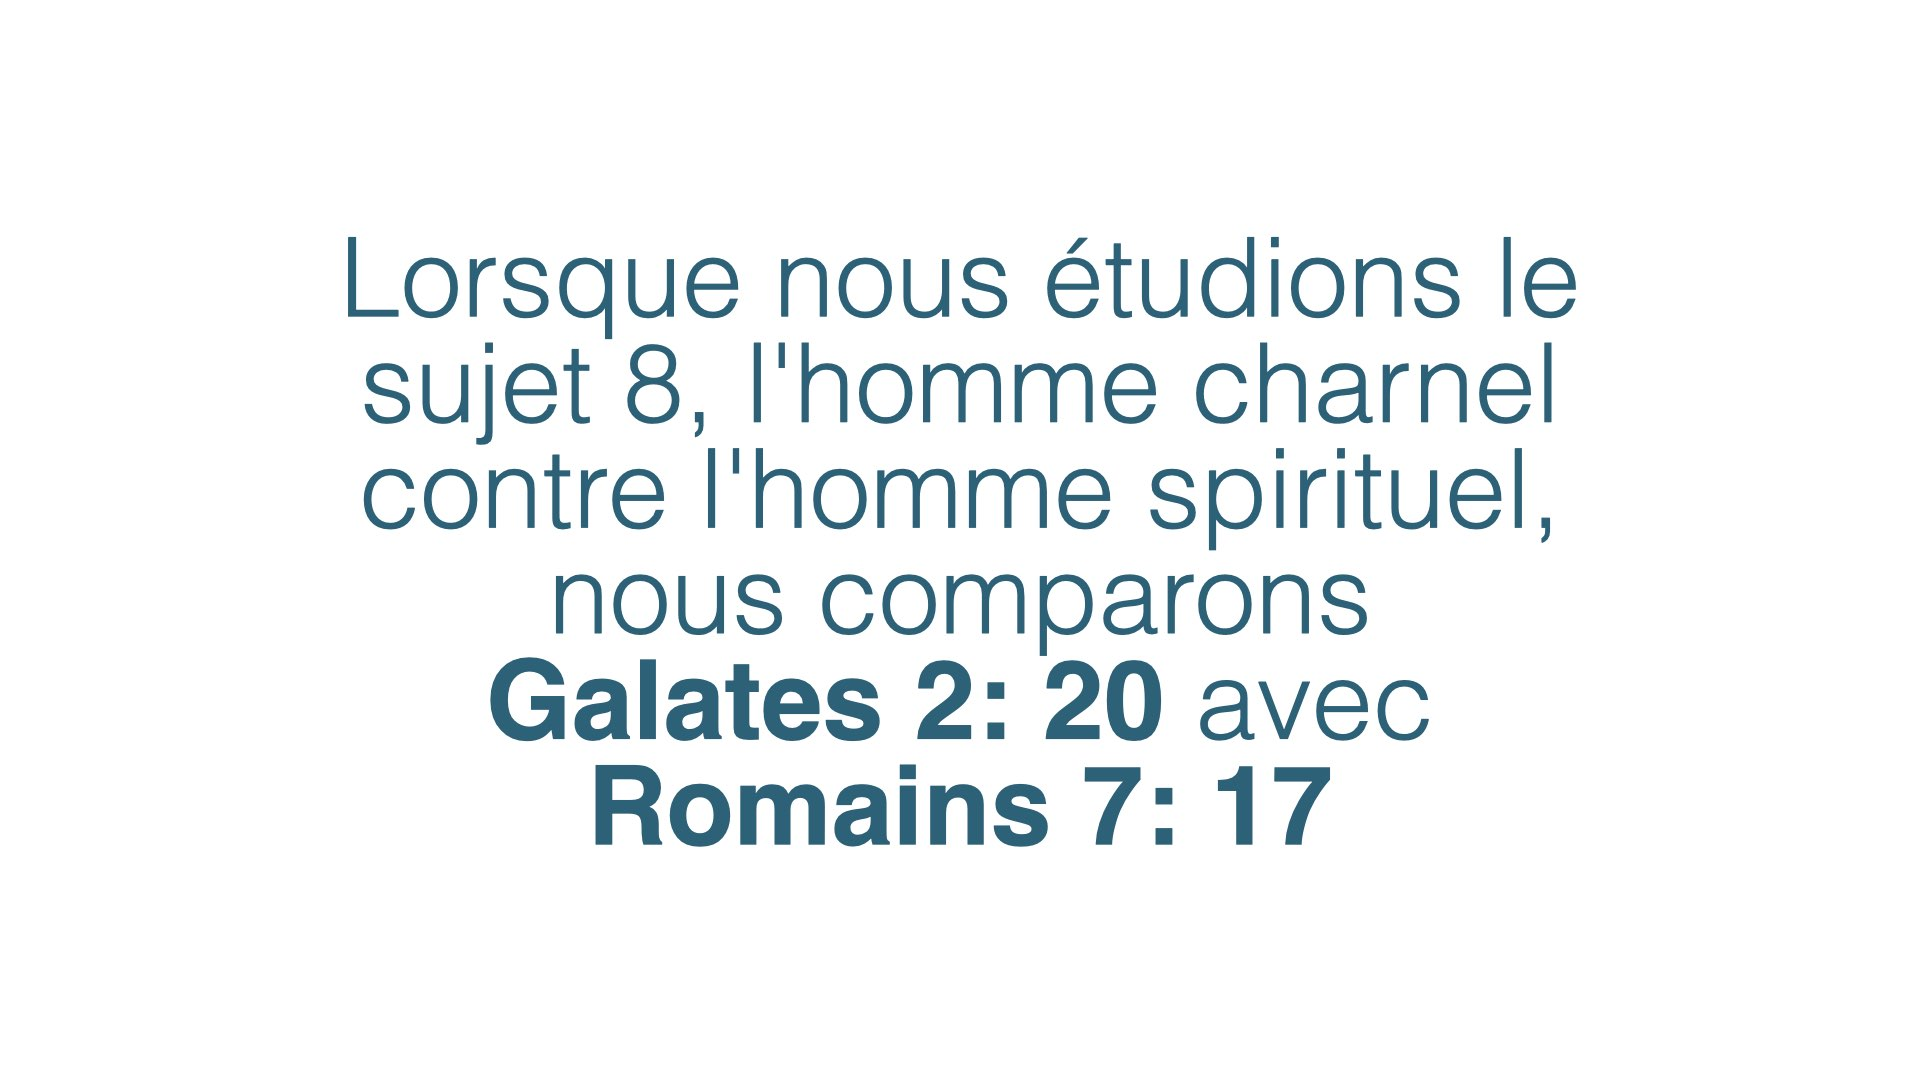 Lorsque nous étudions le
sujet 8, l'homme charnel
contre l'homme spirituel,
nous comparons
Galates 2: 20 avec
Romains 7: 17